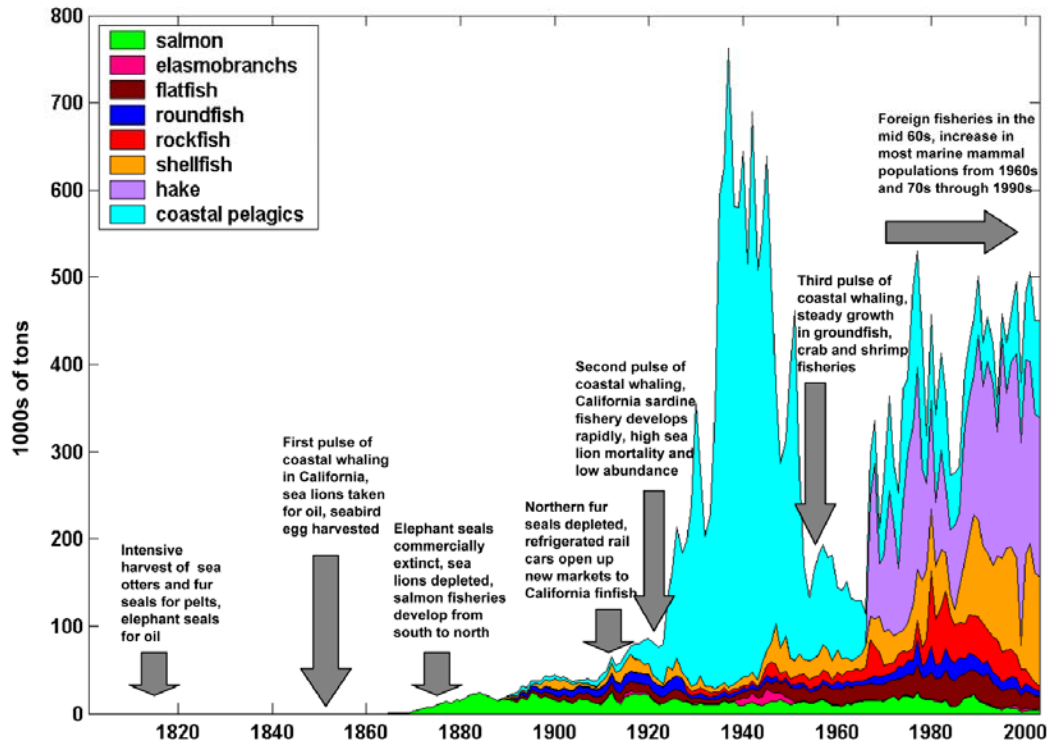 800
700
600
500
400
300
200
100
0
1000s of tons
salmon
elasmobranchs
flatfish
roundfish
rockfish
shellfish
hake
coastal pelagics
Intensive
harvest of sea
otters and fur
seals for pelts,
elephant seals
for oil
First pulse of
coastal whaling
in California,
sea lions taken
for oil, seabird
egg harvested
Elephant seals
commercially
extinct, sea
lions depleted,
salmon fisheries
develop from
south to north
Northern fur
seals depleted,
refrigerated rail
cars open up
new markets to
California finfish
Second pulse of
coastal whaling,
California sardine
fishery develops
rapidly, high sea
lion mortality and
low abundance
Third pulse of
coastal whaling,
steady growth
in groundfish,
crab and shrimp
fisheries
Foreign fisheries in the
mid 60s, increase in
most marine mammal
populations from 1960s
and 70s through 1990s
1820 1840 1860 1880 1900 1920 1940 1960 1980 2000